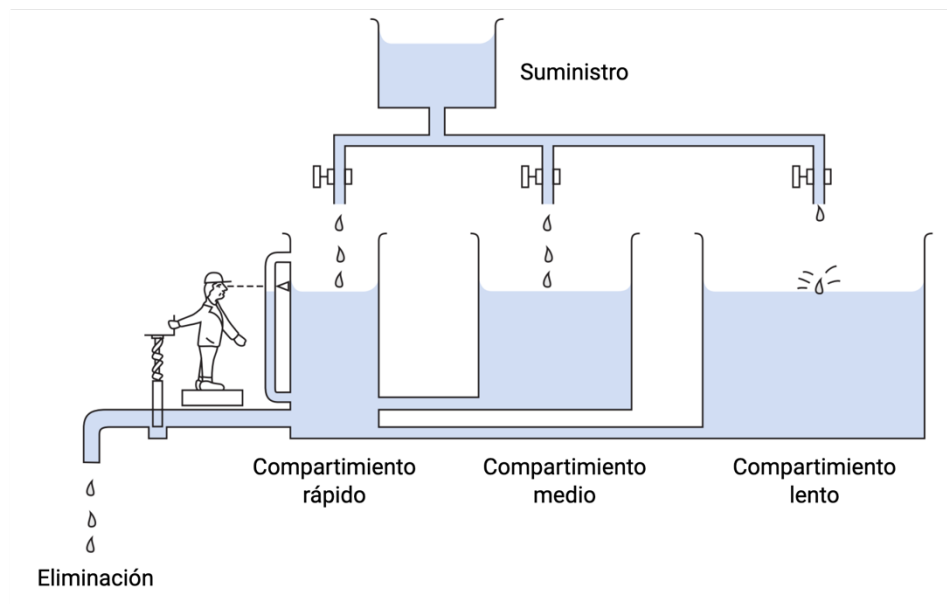 Suministro
Compartimiento
rápido
Compartimiento
medio
Compartimiento
lento
Eliminación